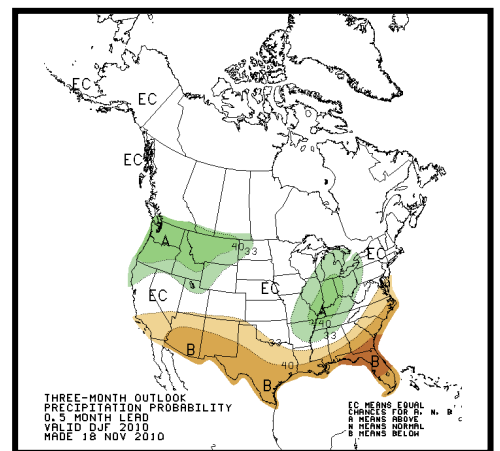 EC
EC
EC
A
40
33
EC
EC
EC
A
40
33
33
40
B
B
B
THREE-MONTH OUTLOOK
PRECIPITATION PROBABILITY
0.5 MONTH LEAD
VALID DJF 2010
MADE 18 NOV 2010
EC MEANS EQUAL
CHANCES FOR A, N, B
A MEANS ABOVE
N MEANS NORMAL
B MEANS BELOW